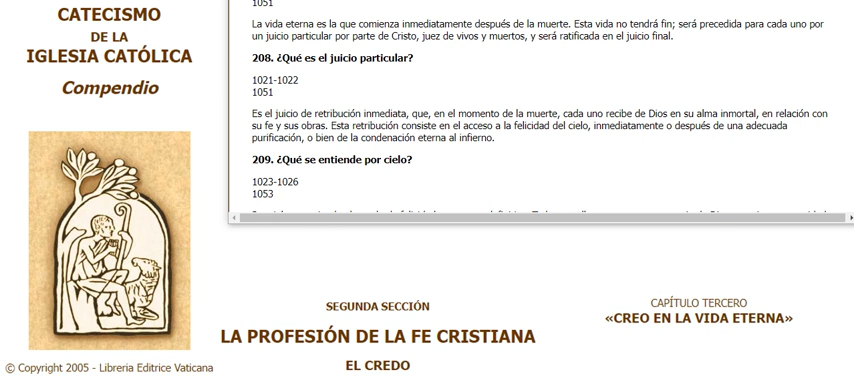 CATECISMO
DE LA
IGLESIA CATÓLICA
Compendio
1051
La vida eterna es la que comienza inmediatamente después de la muerte. Esta vida no tendrá fin; será precedida para cada uno por
un juicio particular por parte de Cristo, juez de vivos y muertos, y será ratificada en el juicio final.
208. ¿Qué es el juicio particular?
1021-1022
1051
Es el juicio de retribución inmediata, que, en el momento de la muerte, cada uno recibe de Dios en su alma inmortal, en relación con
su fe y sus obras. Esta retribución consiste en el acceso a la felicidad del cielo, inmediatamente o después de una adecuada
purificación, o bien de la condenación eterna al infierno.
209. ¿Qué se entiende por cielo?
1023-1026
1053
SEGUNDA SECCIÓN
LA PROFESIÓN DE LA FE CRISTIANA
EL CREDO
CAPÍTULO TERCERO
«CREO EN LA VIDA ETERNA»
© Copyright 2005 - Libreria Editrice Vaticana